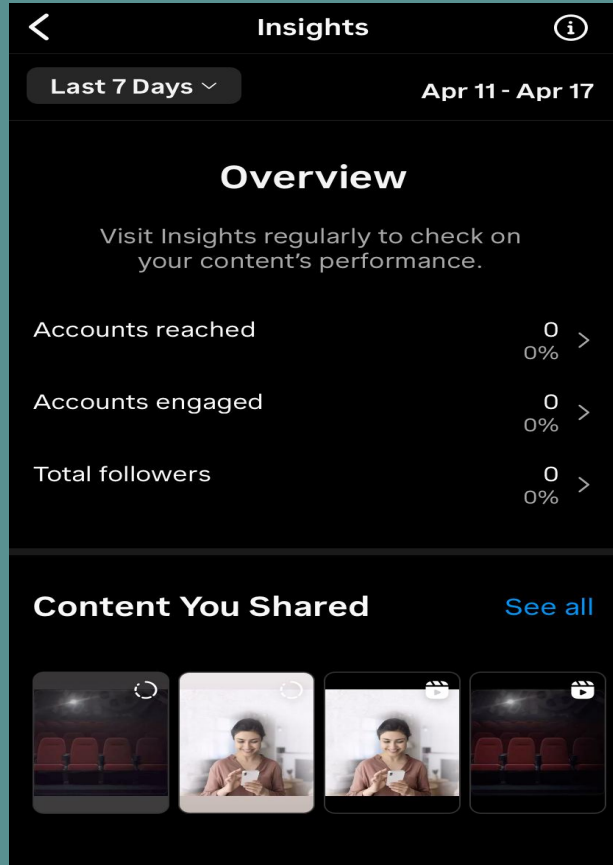 Insights
Last 7 Days
Apr 11 - Apr 17
Overview
Visit Insights regularly to check on
your content's performance.
Accounts reached
0
0%
Accounts engaged
0
0%
Total followers
0
0%
Content You Shared
See all